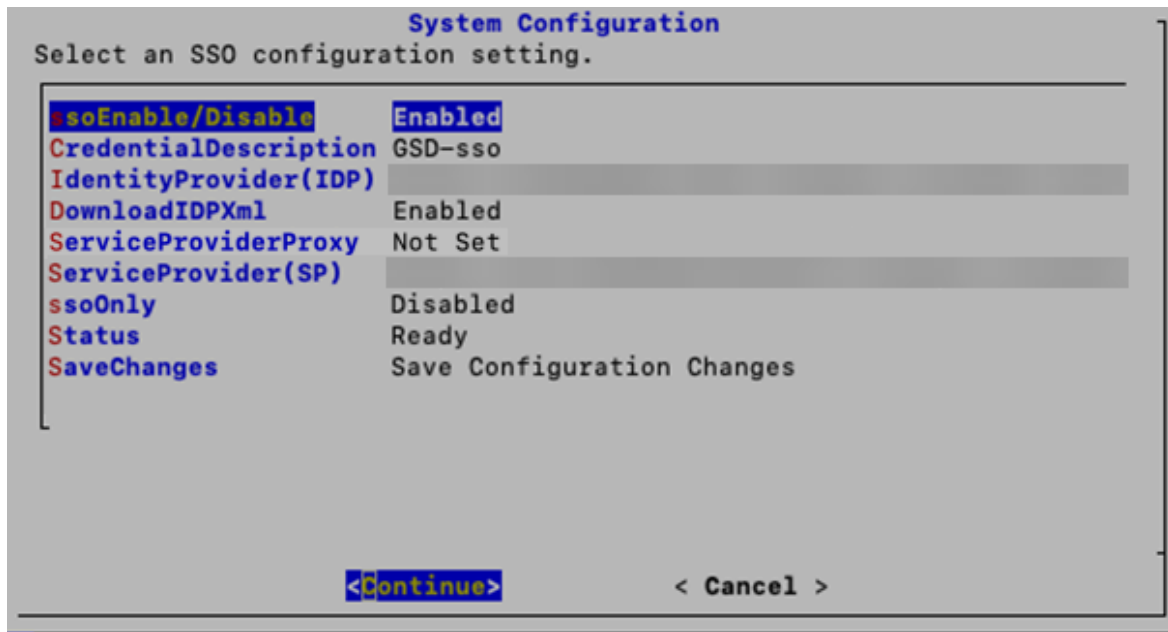 System Configuration
Select an SSO configuration setting.
ssoEnable/Disable Enabled
CredentialDescription GSD-sso
IdentityProvider(IDP)
DownloadIDPXml Enabled
ServiceProviderProxy Not Set
ServiceProvider(SP)
ssoOnly Disabled
Status Ready
SaveChanges Save Configuration Changes
<Continue> < Cancel >